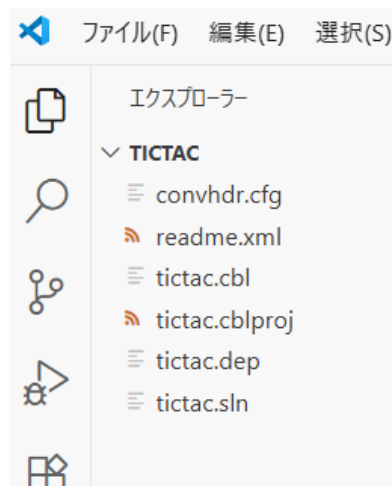 ファイル(F) 編集(E) 選択(S)
エクスプローラー
TICTAC
convhdr.cfg
readme.xml
tictac.cbl
tictac.cblproj
tictac.dep
tictac.sln